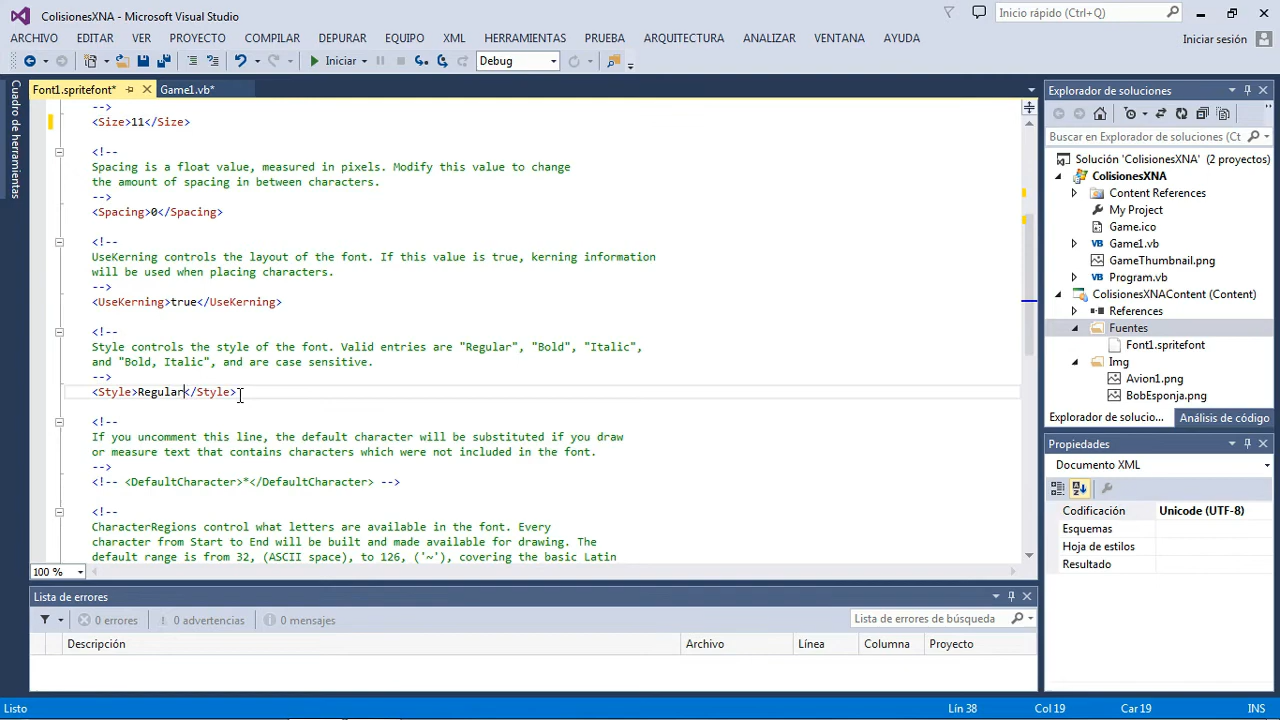 ColisionesXNA - Microsoft Visual Studio
Inicio rápido (Ctrl+Q)
ARCHIVO EDITAR VER PROYECTO COMPILAR DEPURAR EQUIPO XML HERRAMIENTAS PRUEBA ARQUITECTURA ANALIZAR VENTANA AYUDA
Iniciar sesión
Iniciar
Debug
Cuadro de herramientas
Font1.spritefont*
Game1.vb*
-->
<Size>11</Size>
<!--
Spacing is a float value, measured in pixels. Modify this value to change
the amount of spacing in between characters.
-->
<Spacing>0</Spacing>
<!--
UseKerning controls the layout of the font. If this value is true, kerning information
will be used when placing characters.
-->
<UseKerning>true</UseKerning>
<!--
Style controls the style of the font. Valid entries are "Regular", "Bold", "Italic",
and "Bold, Italic", and are case sensitive.
-->
<Style>Regular</Style>
<!--
If you uncomment this line, the default character will be substituted if you draw
or measure text that contains characters which were not included in the font.
-->
<!-- <DefaultCharacter>*</DefaultCharacter> -->
<!--
CharacterRegions control what letters are available in the font. Every
character from Start to End will be built and made available for drawing. The
default range is from 32, (ASCII space), to 126, ('~'), covering the basic Latin
100 %
Explorador de soluciones
Buscar en Explorador de soluciones (Ct
Solución 'ColisionesXNA' (2 proyectos)
ColisionesXNA
Content References
My Project
Game.ico
Game1.vb
GameThumbnail.png
Program.vb
ColisionesXNAContent (Content)
References
Fuentes
Font1.spritefont
Img
Avion1.png
BobEsponja.png
Explorador de solucio...
Análisis de código
Propiedades
Documento XML
Codificación Unicode (UTF-8)
Esquemas
Hoja de estilos
Resultado
Lista de errores
0 errores
0 advertencias
0 mensajes
Lista de errores de búsqueda
Descripción Archivo Línea Columna Proyecto
Listo
Lín 38
Col 19
Car 19
INS